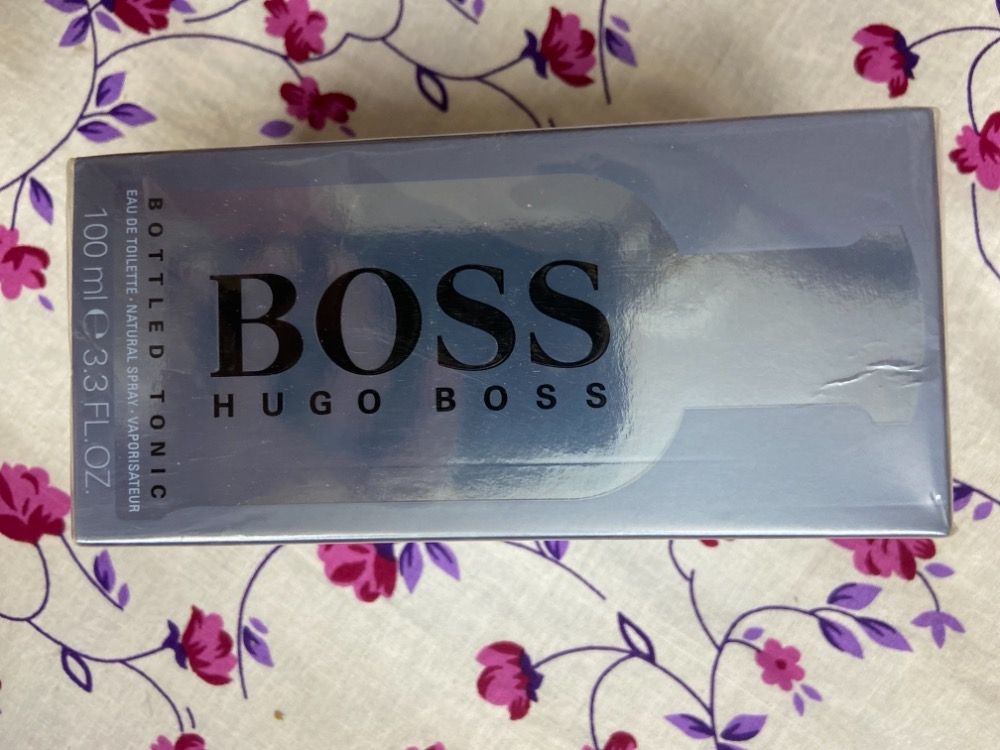 BOSS
HUGO BOSS
BOTTLED TONIC
EAU DE TOILETTE · NATURAL SPRAY · VAPORISATEUR
100 ml ℮ 3.3 FL.OZ.